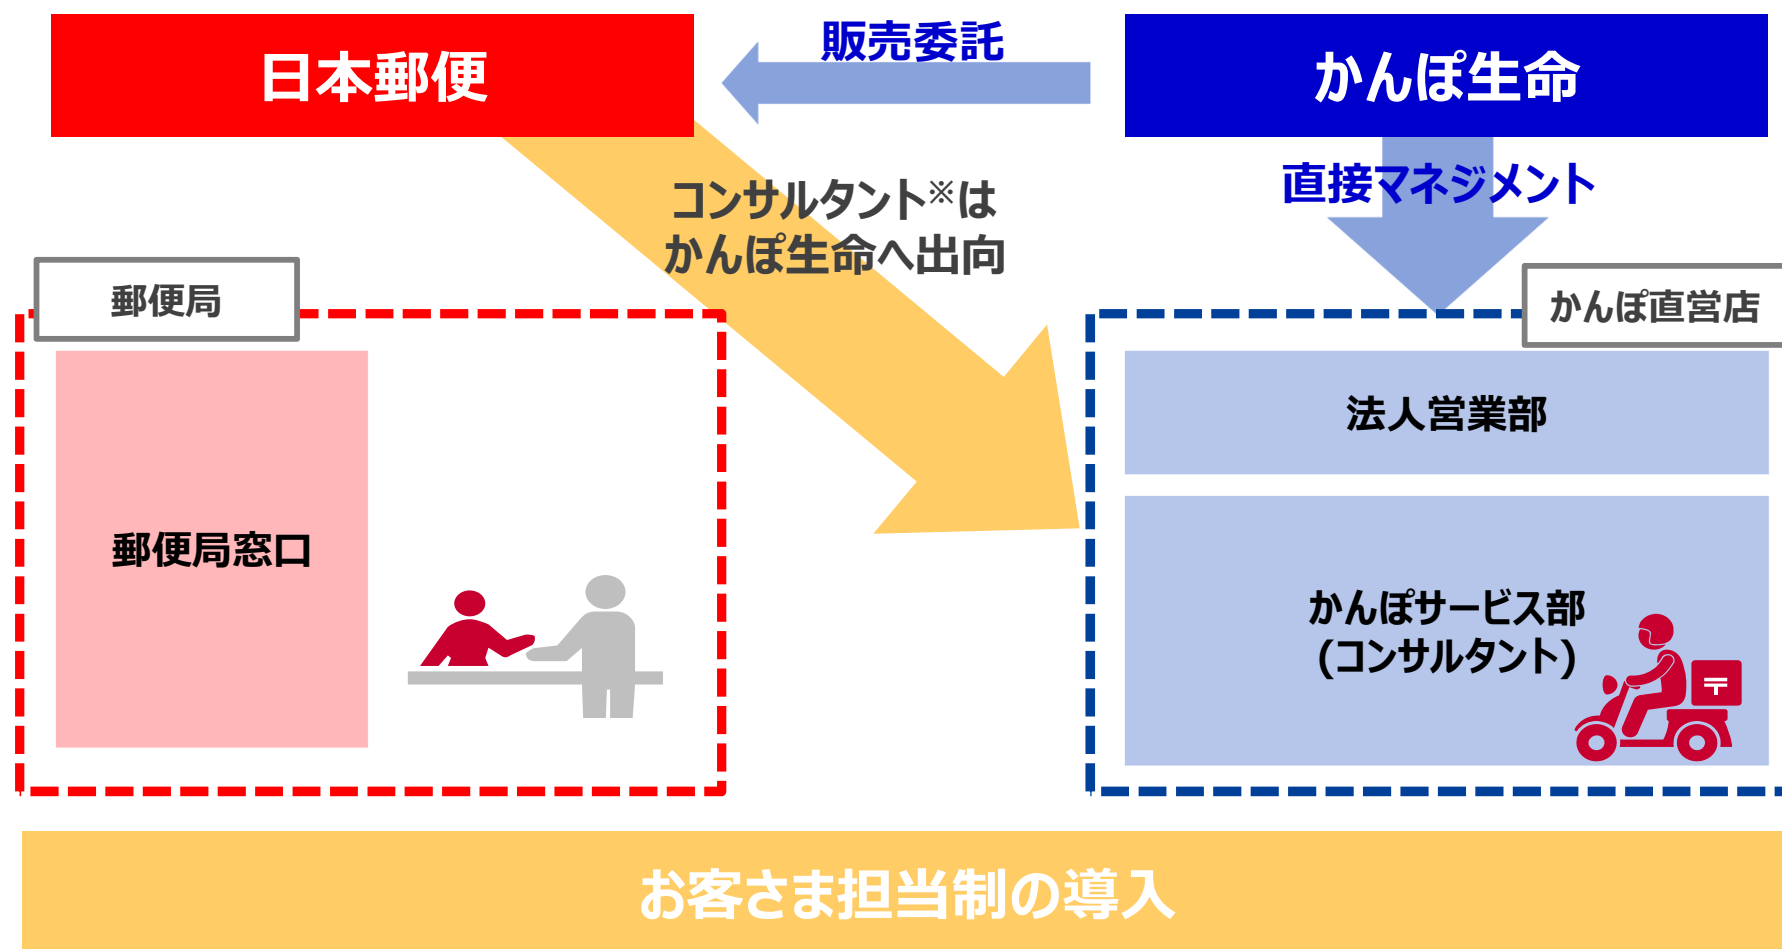 日本郵便
販売委託
かんぽ生命
直接マネジメント
コンサルタント※は
かんぽ生命へ出向
郵便局
かんぽ直営店
法人営業部
郵便局窓口
かんぽサービス部
(コンサルタント)
〒
お客さま担当制の導入